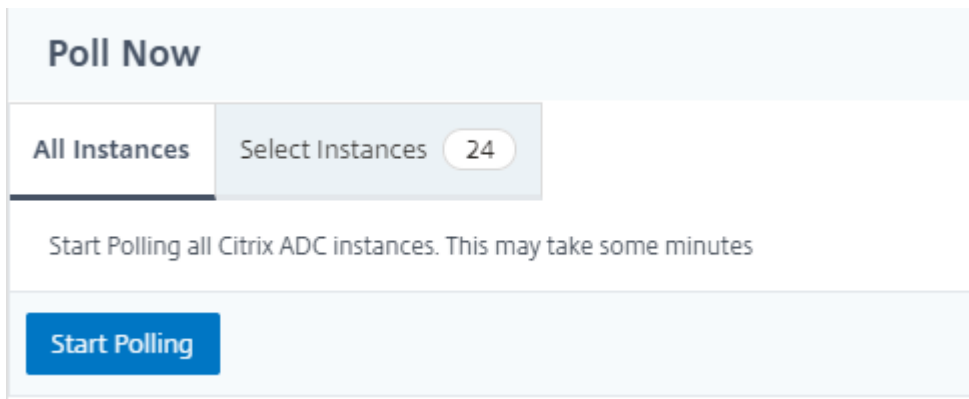 Poll Now
All Instances Select Instances 24
Start Polling all Citrix ADC instances. This may take some minutes
Start Polling